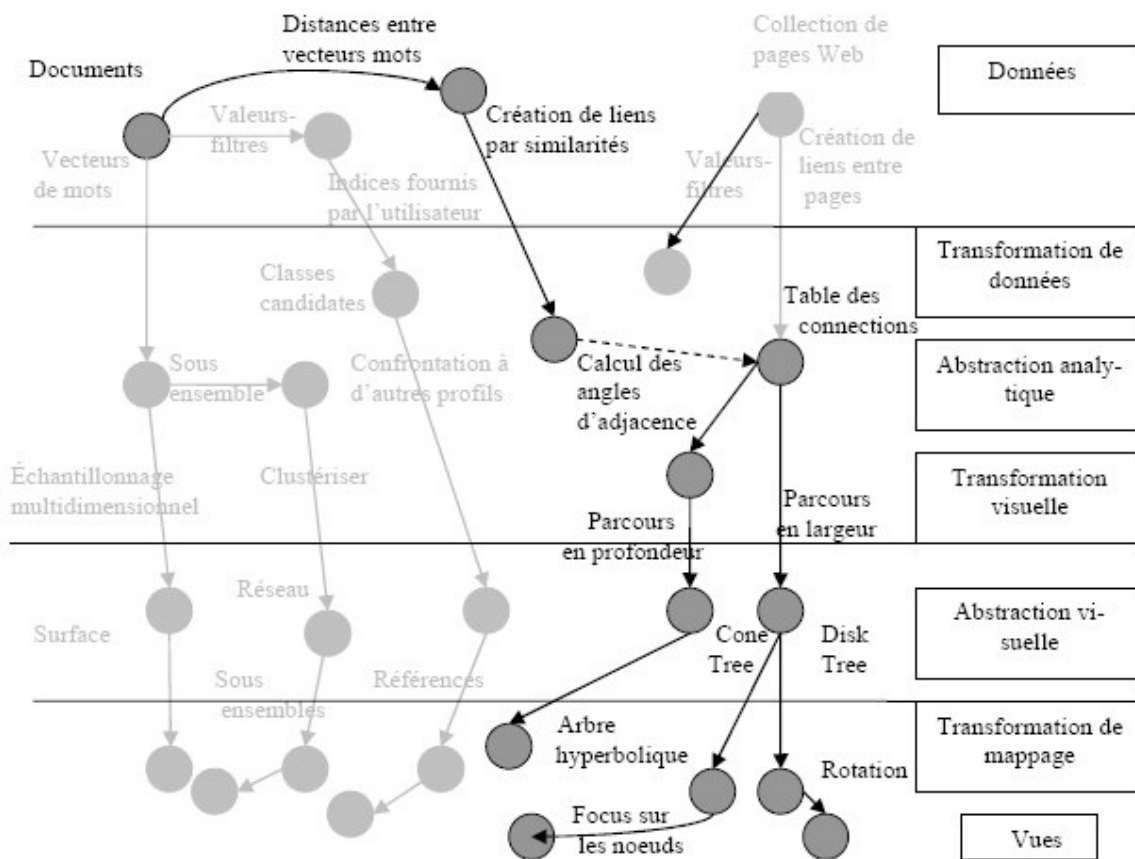 Distances entre
vecteurs mots
Collection de
pages Web
Documents
Données
Valeurs-
filtres
Création de liens
par similarités
Création de
liens entre
pages
Vecteurs
de mots
Valeurs-
filtres
Indices fournis
par l'utilisateur
Transformation de
données
Classes
candidates
Table des
connections
Sous
ensemble
Confrontation à
d'autres profils
Calcul des
angles
d'adjacence
Abstraction analy-
tique
Échantillonnage
multidimensionnel
Clustériser
Transformation
visuelle
Parcours
en largeur
Parcours
en profondeur
Réseau
Abstraction vi-
suelle
Surface
Cone
Tree
Disk
Tree
Sous
ensembles
Références
Arbre
hyperbolique
Transformation de
mappage
Rotation
Focus sur
les noeuds
Vues